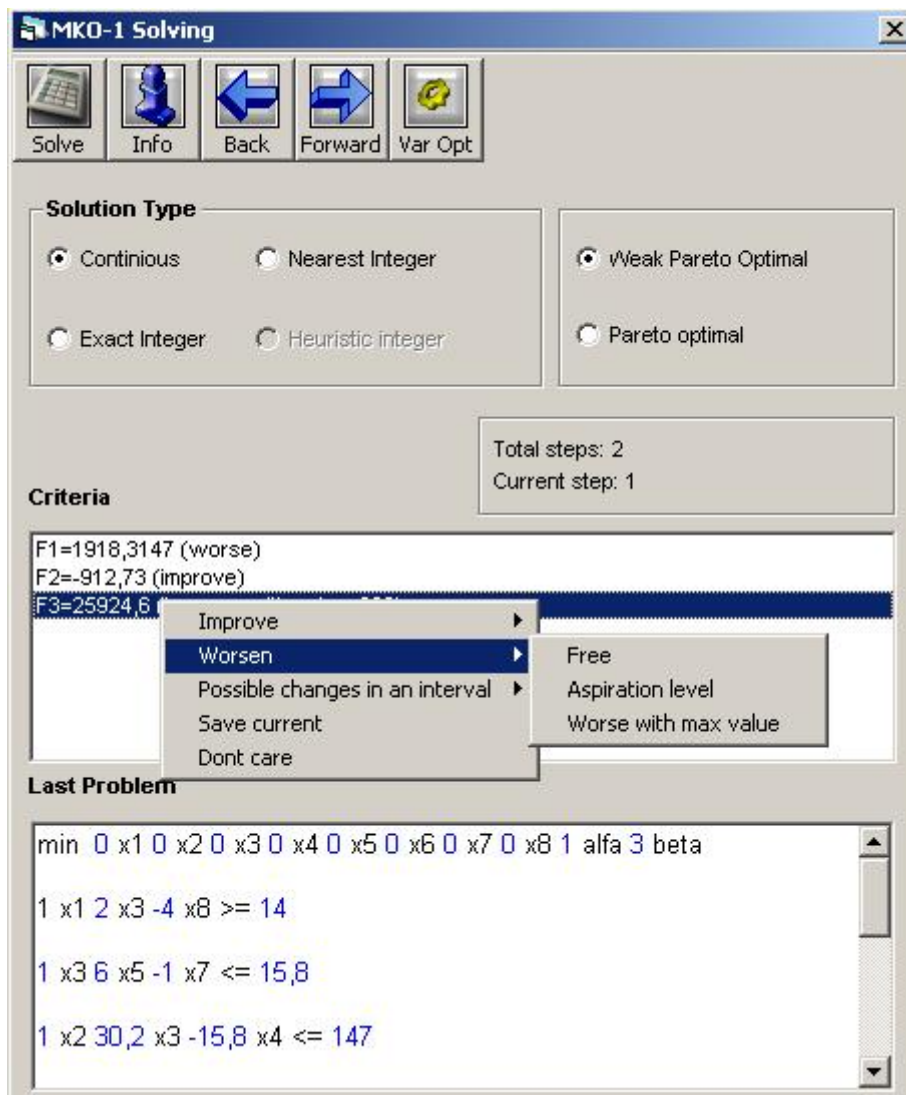 MKO-1 Solving
Solve Info Back Forward Var Opt
Solution Type
Continious Nearest Integer
Weak Pareto Optimal
Exact Integer Heuristic integer
Pareto optimal
Total steps: 2
Current step: 1
Criteria
F1=1918,3147 (worse)
F2=-912,73 (improve)
F3=25924,6
Improve
Worsen
Possible changes in an interval
Save current
Dont care
Free
Aspiration level
Worse with max value
Last Problem
min 0 x1 0 x2 0 x3 0 x4 0 x5 0 x6 0 x7 0 x8 1 alfa 3 beta
1 x1 2 x3 -4 x8 >= 14
1 x3 6 x5 -1 x7 <= 15,8
1 x2 30,2 x3 -15,8 x4 <= 147